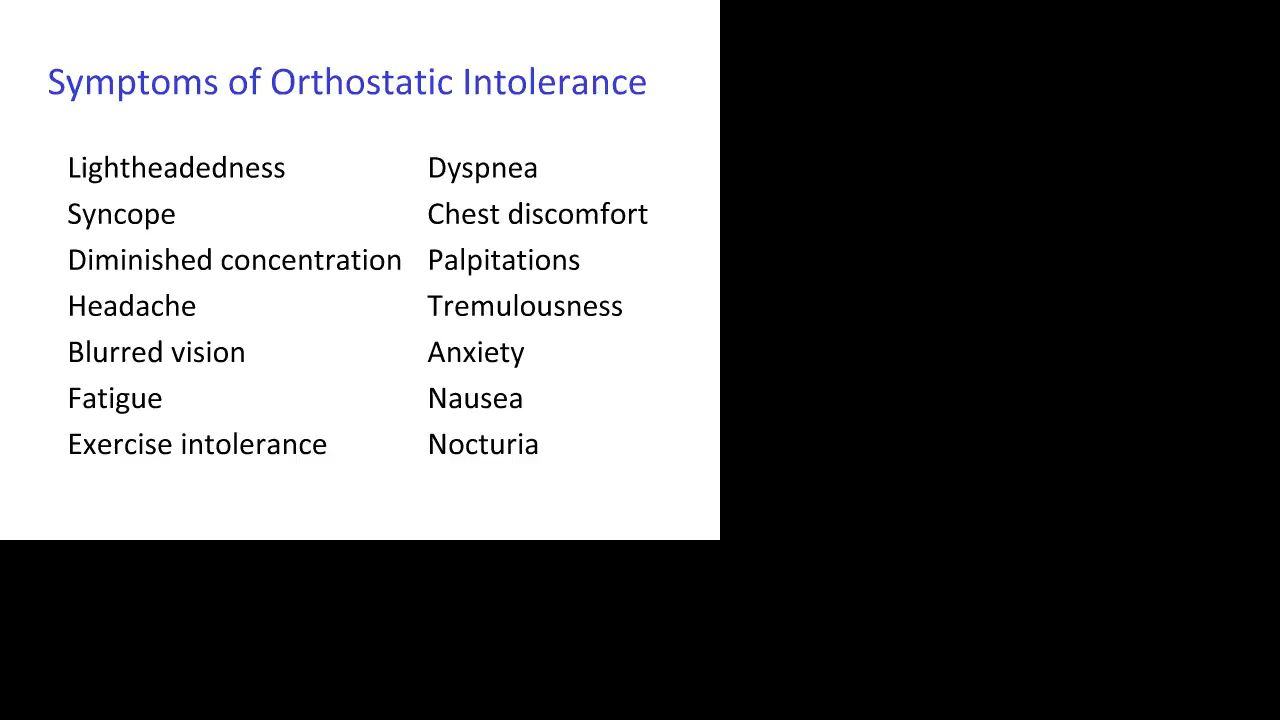 Symptoms of Orthostatic Intolerance
Lightheadedness
Syncope
Diminished concentration
Headache
Blurred vision
Fatigue
Exercise intolerance
Dyspnea
Chest discomfort
Palpitations
Tremulousness
Anxiety
Nausea
Nocturia